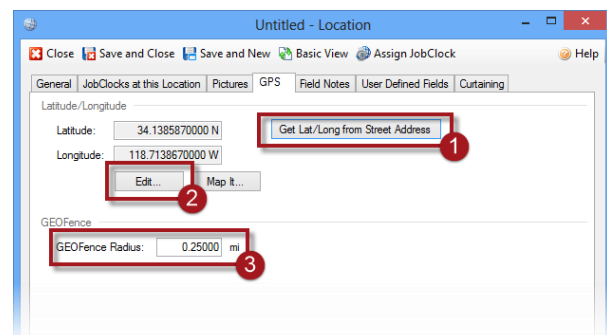 Untitled - Location
Close Save and Close Save and New Basic View Assign JobClock Help
General JobClocks at this Location Pictures GPS Field Notes User Defined Fields Curtaining
Latitude/Longitude
Latitude: 34.1385870000 N Get Lat/Long from Street Address
1
Longitude: 118.7138670000 W
Edit... Map It...
2
GEOFence
GEOFence Radius: 0.25000 mi
3